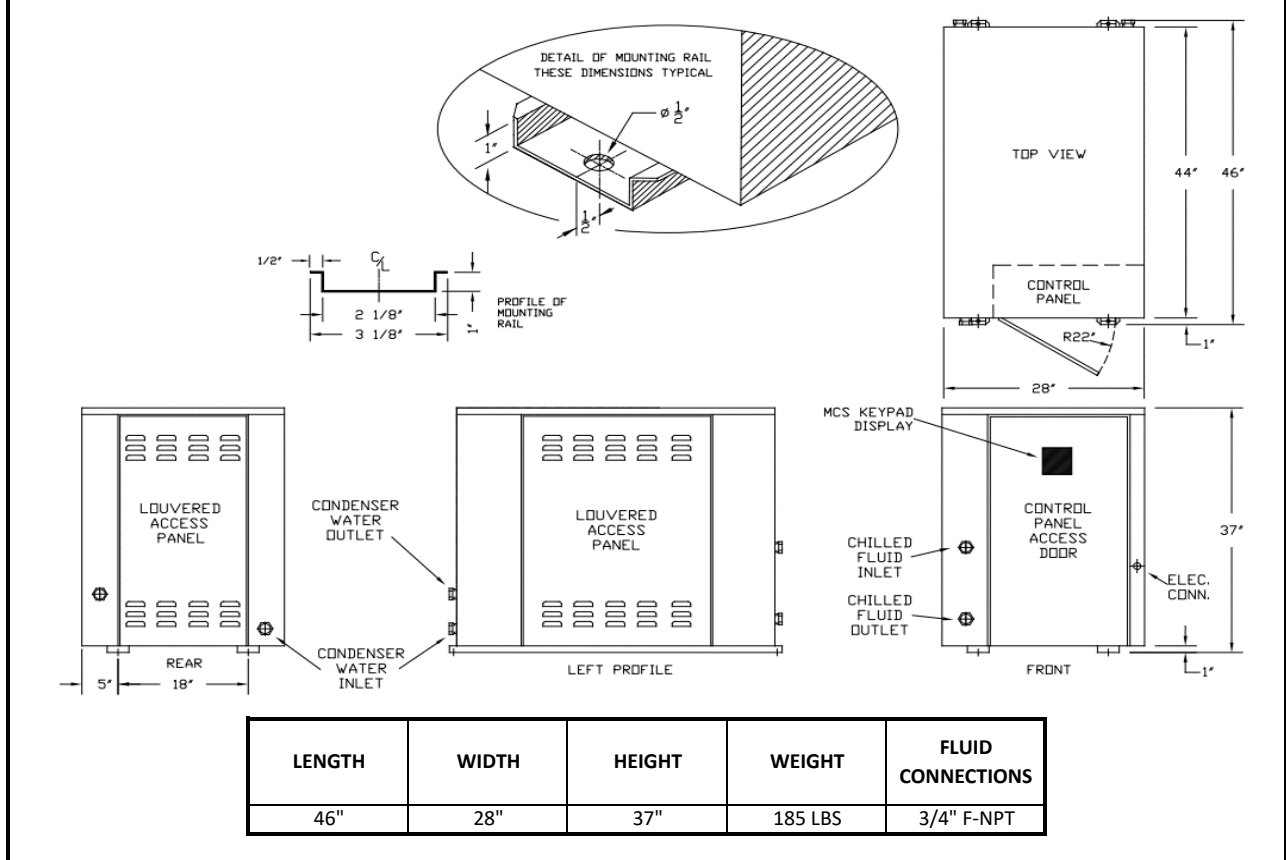 DETAIL OF MOUNTING RAIL
THESE DIMENSIONS TYPICAL
ø 1/2"
1"
1/2"
TOP VIEW
44"
46"
CONTROL
PANEL
R22"
1"
28"
1/2"
C/L
2 1/8"
3 1/8"
1"
PROFILE OF
MOUNTING
RAIL
LOUVERED
ACCESS
PANEL
REAR
5"
18"
CONDENSER
WATER
OUTLET
CONDENSER
WATER
INLET
LOUVERED
ACCESS
PANEL
LEFT PROFILE
MCS KEYPAD
DISPLAY
CHILLED
FLUID
INLET
CHILLED
FLUID
OUTLET
CONTROL
PANEL
ACCESS
DOOR
37"
ELEC.
CONN.
FRONT
1"
LENGTH WIDTH HEIGHT WEIGHT FLUID CONNECTIONS
46" 28" 37" 185 LBS 3/4" F-NPT